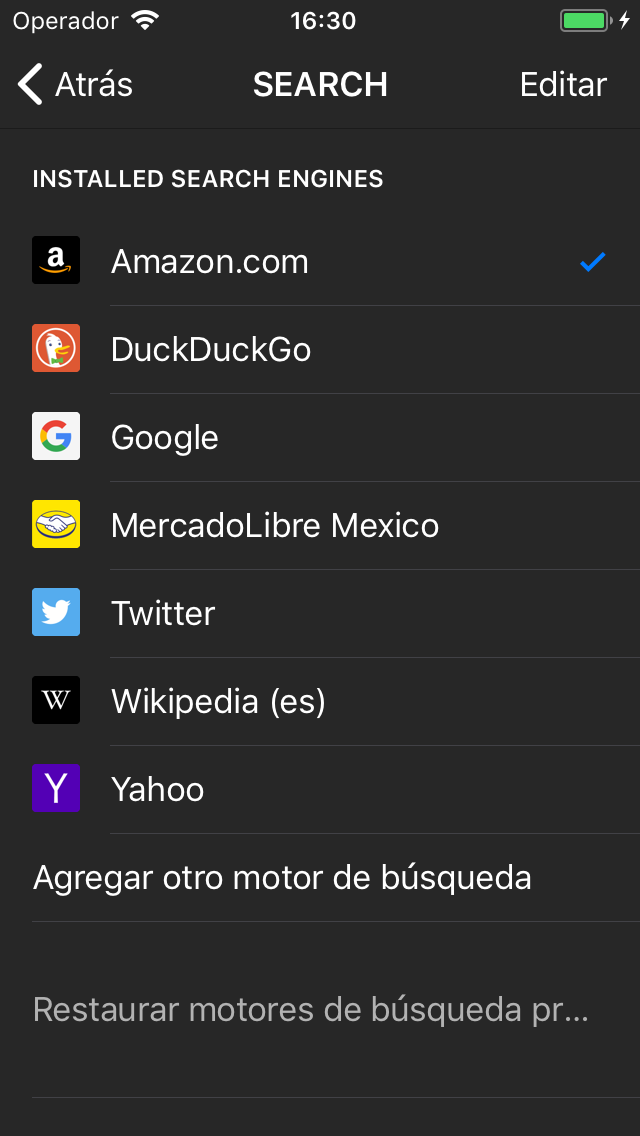 Operador 16:30
Atrás SEARCH Editar
INSTALLED SEARCH ENGINES
Amazon.com
DuckDuckGo
Google
MercadoLibre Mexico
Twitter
Wikipedia (es)
Yahoo
Agregar otro motor de búsqueda
Restaurar motores de búsqueda pr...